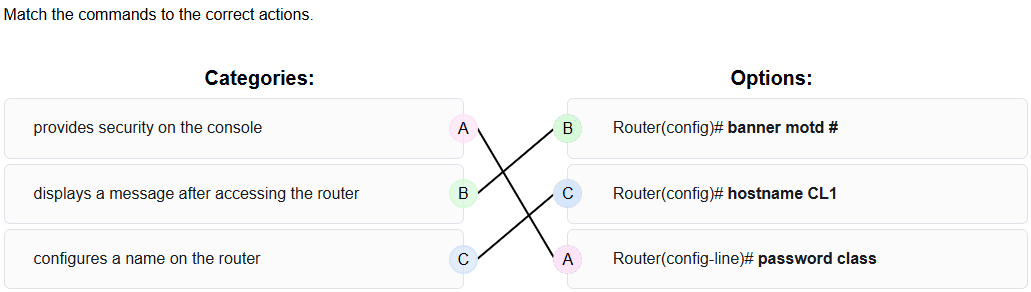 Match the commands to the correct actions.
Categories: Options:
provides security on the console A B Router(config)# banner motd #
displays a message after accessing the router B C Router(config)# hostname CL1
configures a name on the router C A Router(config-line)# password class